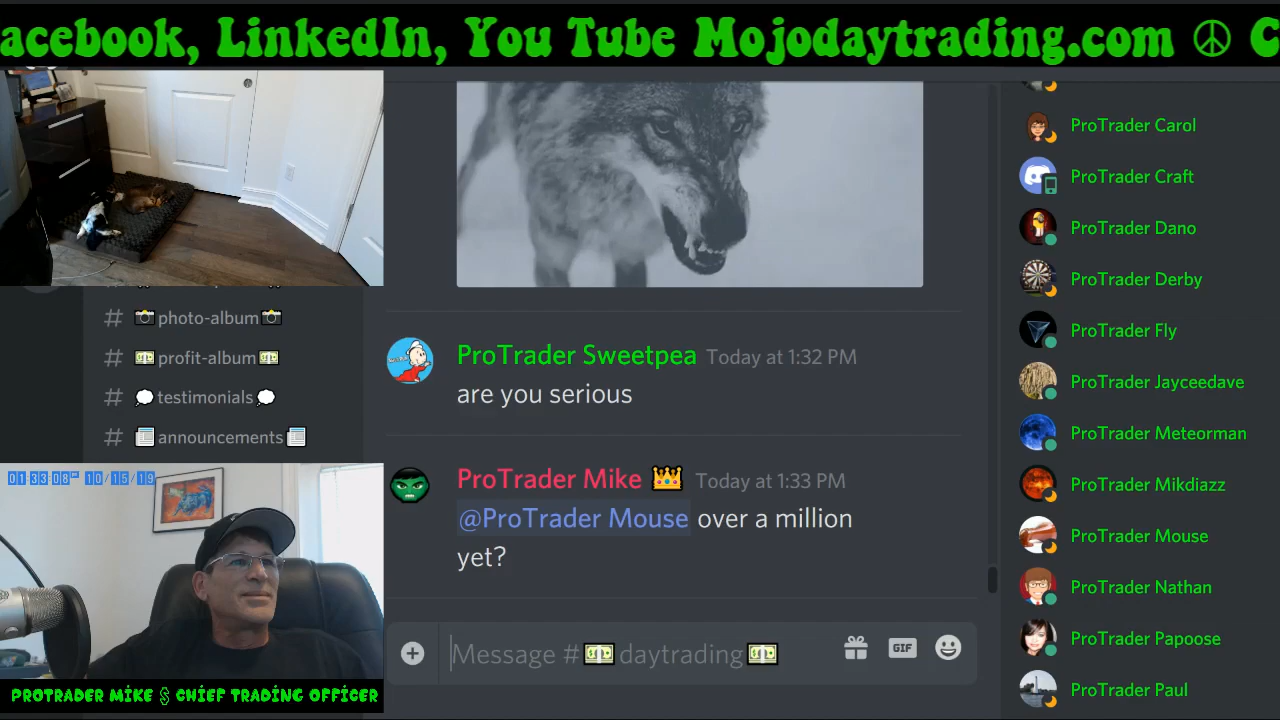 acebook, LinkedIn, You Tube Mojodaytrading.com ☮ C
# 📷photo-album📷
# 💵profit-album💵
# 💭testimonials💭
# 📰announcements📰
01:33:08 10/15/19
PROTRADER MIKE $ CHIEF TRADING OFFICER
ProTrader Sweetpea Today at 1:32 PM
are you serious
ProTrader Mike 👑 Today at 1:33 PM
@ProTrader Mouse over a million
yet?
Message #💵daytrading💵
GIF
ProTrader Carol
ProTrader Craft
ProTrader Dano
ProTrader Derby
ProTrader Fly
ProTrader Jayceedave
ProTrader Meteorman
ProTrader Mikdiazz
ProTrader Mouse
ProTrader Nathan
ProTrader Papoose
ProTrader Paul